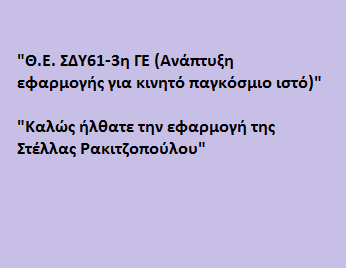 "Θ.Ε. ΣΔΥ61-3η ΓΕ (Ανάπτυξη
εφαρμογής για κινητό παγκόσμιο ιστό)"
"Καλώς ήλθατε την εφαρμογή της
Στέλλας Ρακιτζοπούλου"